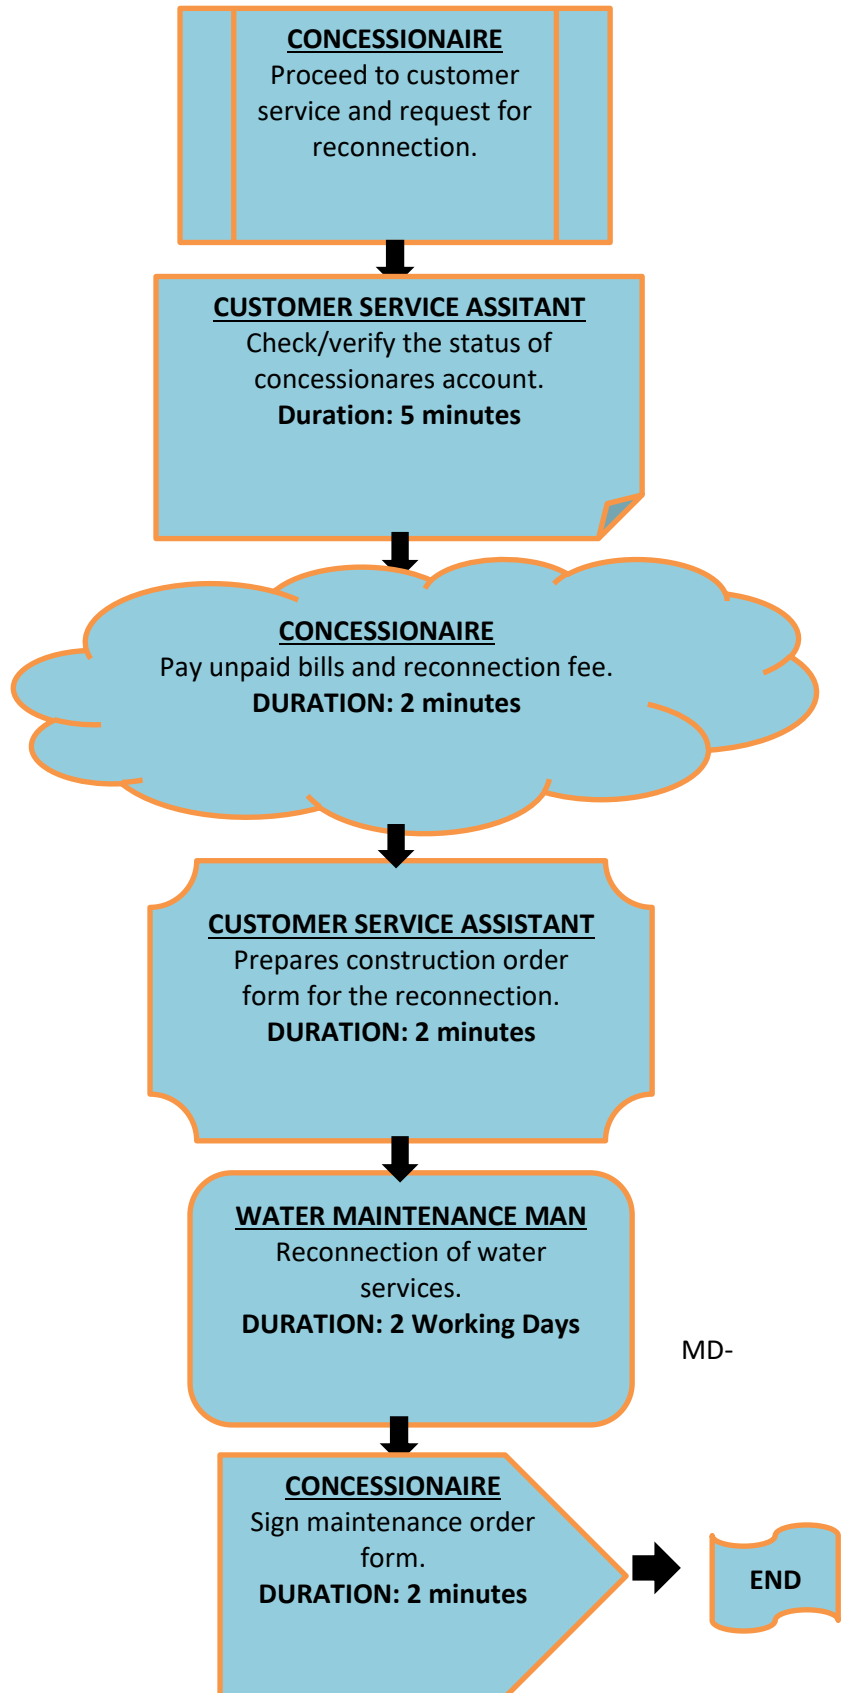 CONCESSIONAIRE
Proceed to customer
service and request for
reconnection.
CUSTOMER SERVICE ASSITANT
Check/verify the status of
concessionares account.
Duration: 5 minutes
CONCESSIONAIRE
Pay unpaid bills and reconnection fee.
DURATION: 2 minutes
CUSTOMER SERVICE ASSISTANT
Prepares construction order
form for the reconnection.
DURATION: 2 minutes
WATER MAINTENANCE MAN
Reconnection of water
services.
DURATION: 2 Working Days
MD-
CONCESSIONAIRE
Sign maintenance order
form.
DURATION: 2 minutes
END